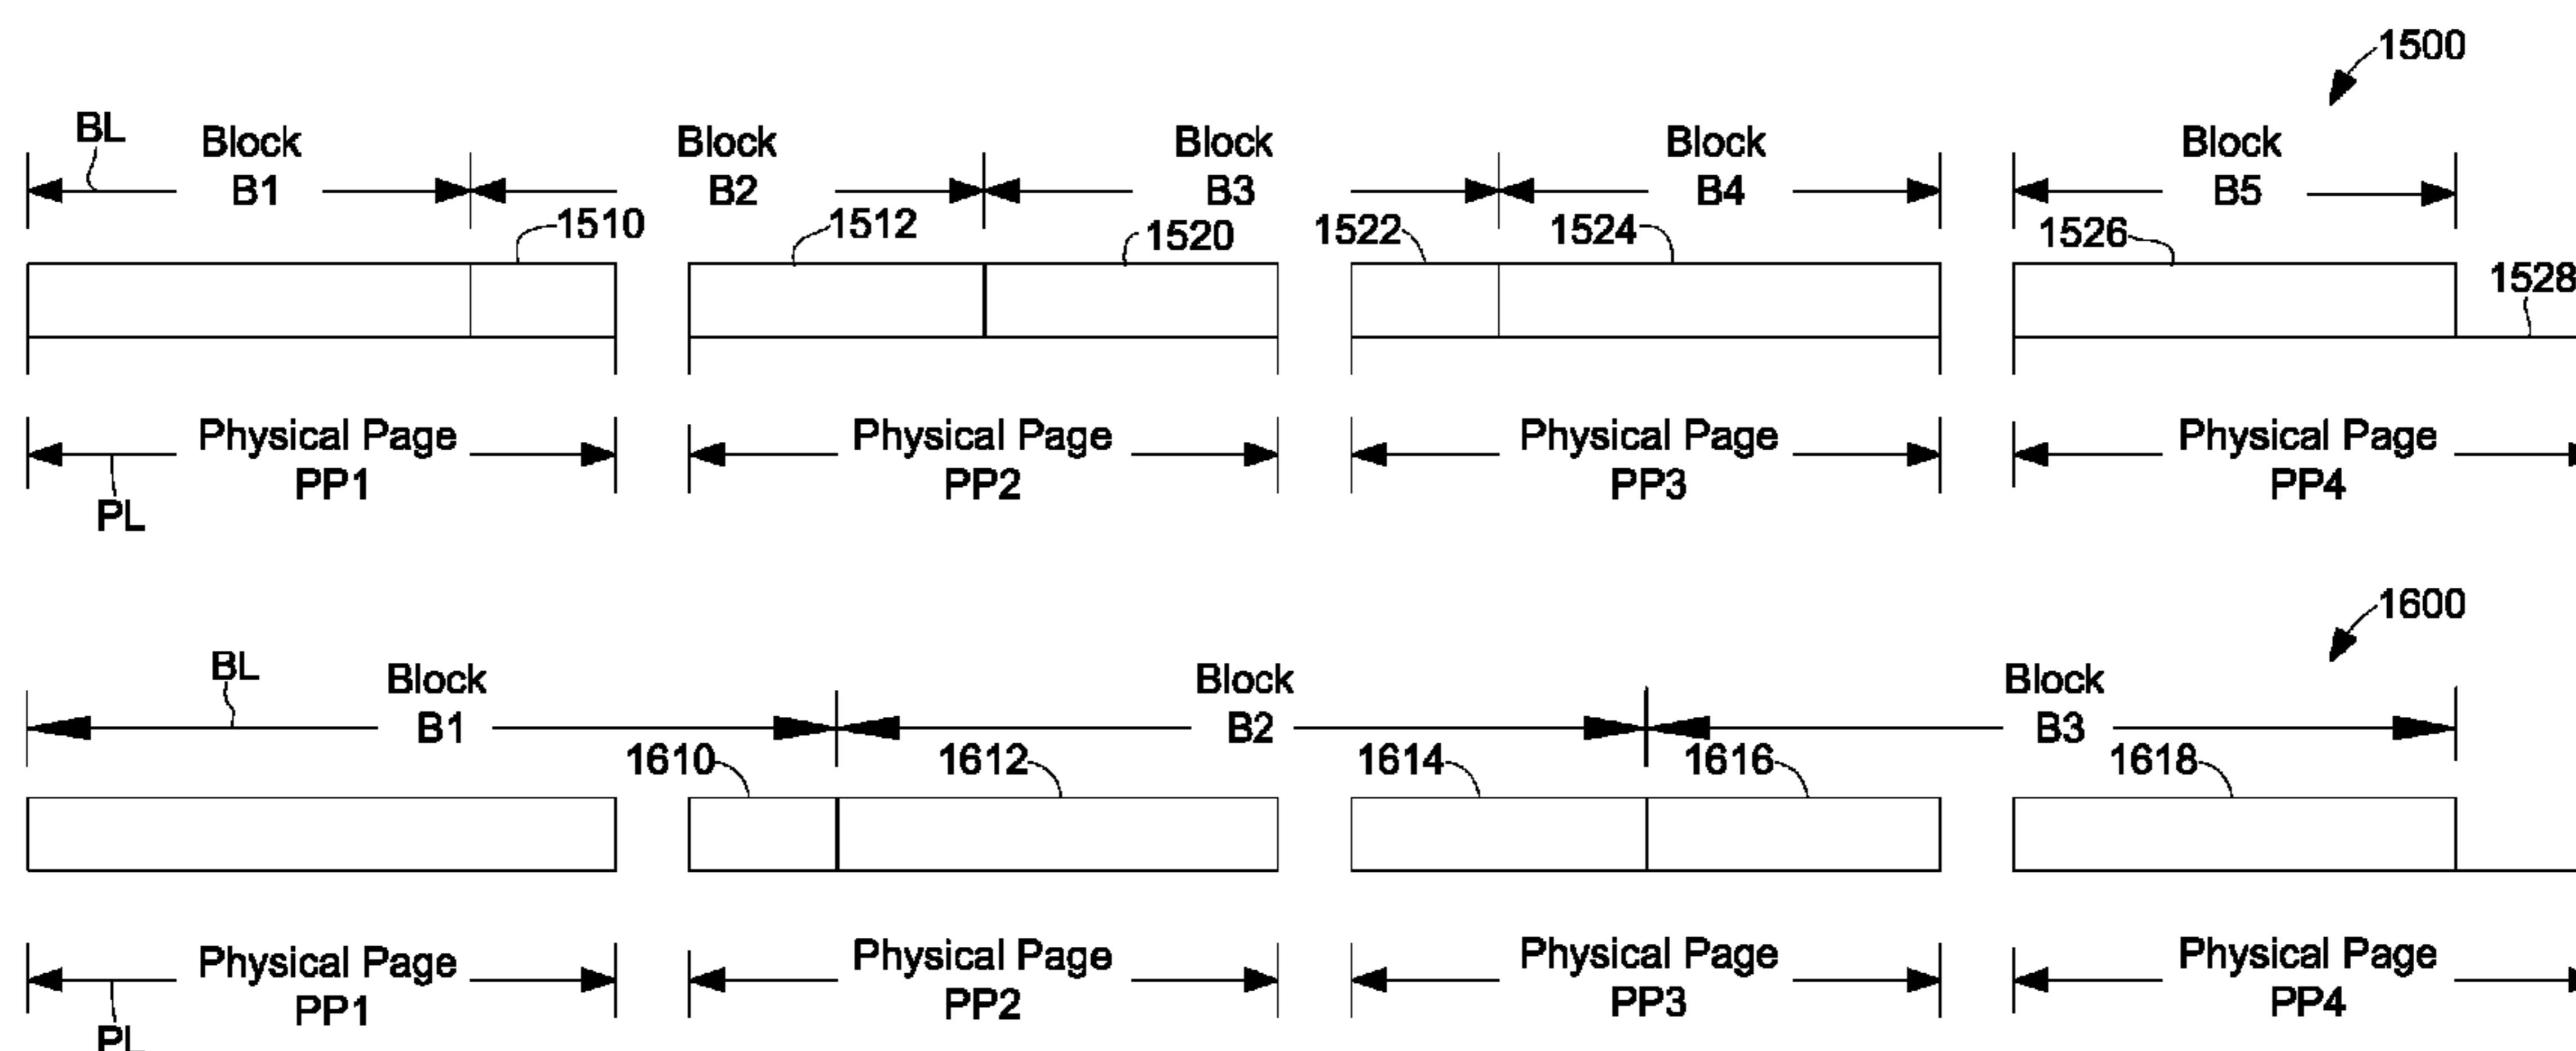 1500
BL
Block
B1
Block
B2
Block
B3
Block
B4
Block
B5
1510
1512
1520
1522
1524
1526
1528
Physical Page
PP1
Physical Page
PP2
Physical Page
PP3
Physical Page
PP4
PL
1600
BL
Block
B1
Block
B2
Block
B3
1610
1612
1614
1616
1618
Physical Page
PP1
Physical Page
PP2
Physical Page
PP3
Physical Page
PP4
PL